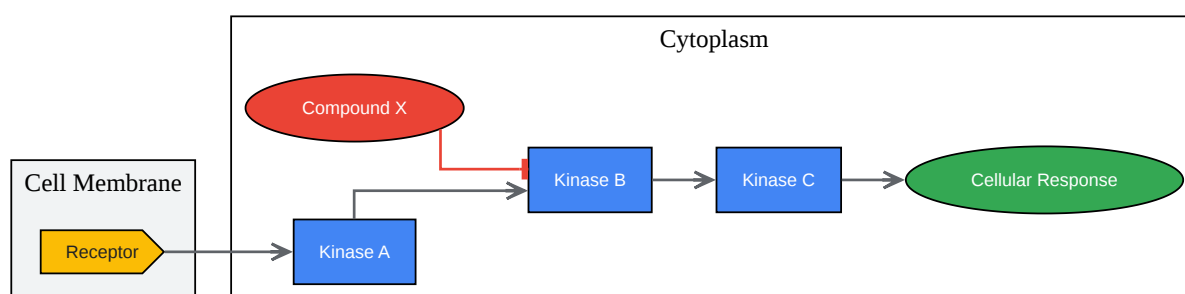 Cytoplasm
Compound X
Cell Membrane
Kinase B
Kinase C
Cellular Response
Receptor
Kinase A